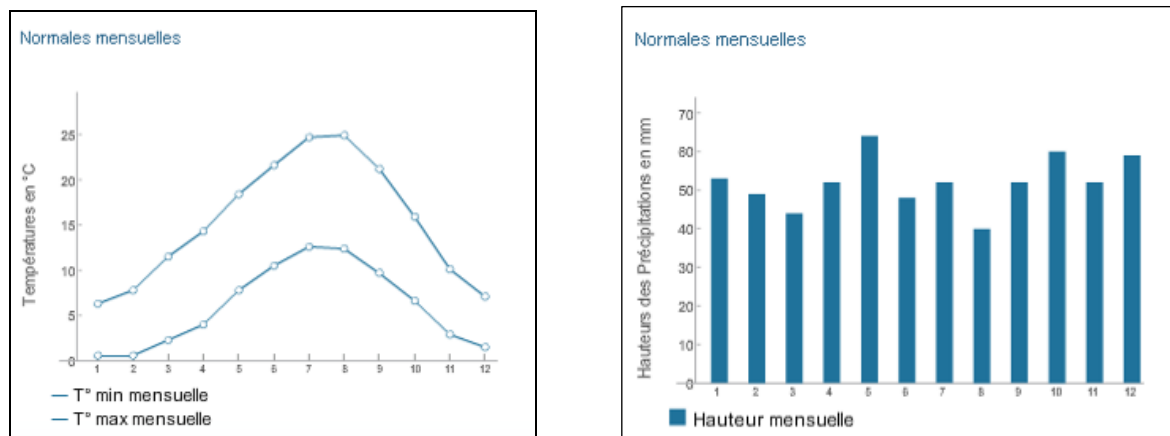 Normales mensuelles
Températures en °C
25
20
15
10
5
0
1 2 3 4 5 6 7 8 9 10 11 12
T° min mensuelle
T° max mensuelle
Normales mensuelles
Hauteurs des Précipitations en mm
70
60
50
40
30
20
10
0
1 2 3 4 5 6 7 8 9 10 11 12
Hauteur mensuelle